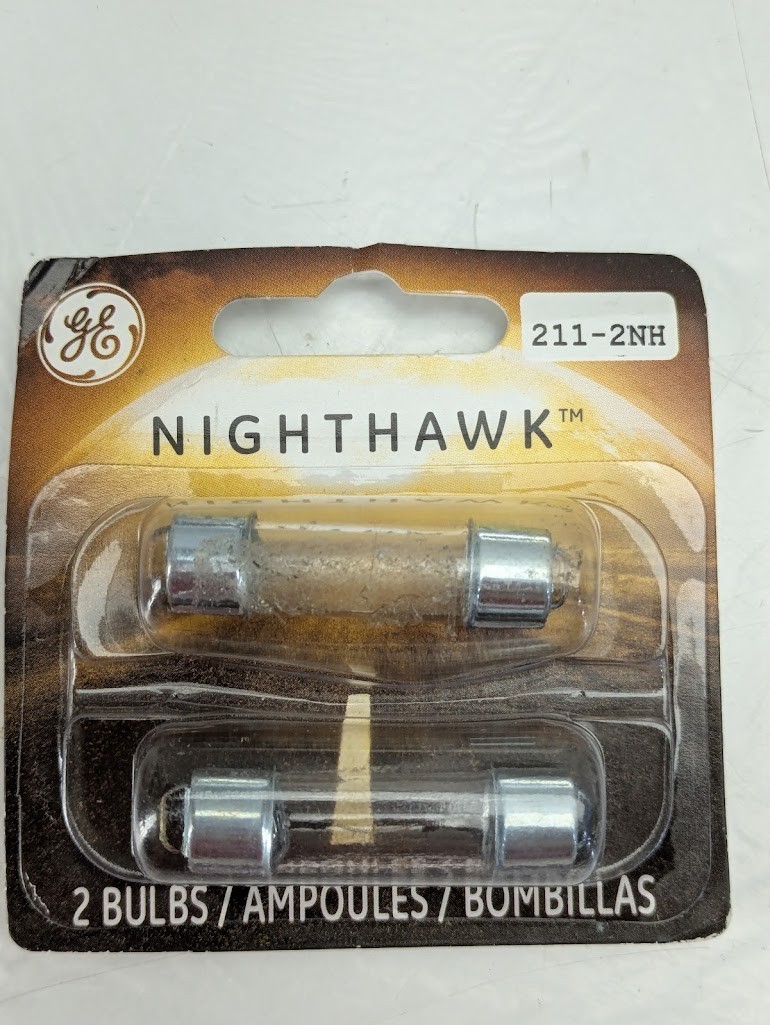 GE
211-2NH
NIGHTHAWK™
2 BULBS / AMPOULES / BOMBILLAS